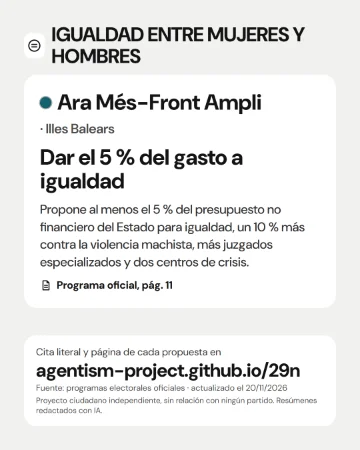 IGUALDAD ENTRE MUJERES Y
HOMBRES
Ara Més-Front Ampli
· Illes Balears
Dar el 5 % del gasto a
igualdad
Propone al menos el 5 % del presupuesto no
financiero del Estado para igualdad, un 10 % más
contra la violencia machista, más juzgados
especializados y dos centros de crisis.
Programa oficial, pág. 11
Cita literal y página de cada propuesta en
agentism-project.github.io/29n
Fuente: programas electorales oficiales · actualizado el 20/11/2026
Proyecto ciudadano independiente, sin relación con ningún partido. Resúmenes
redactados con IA.